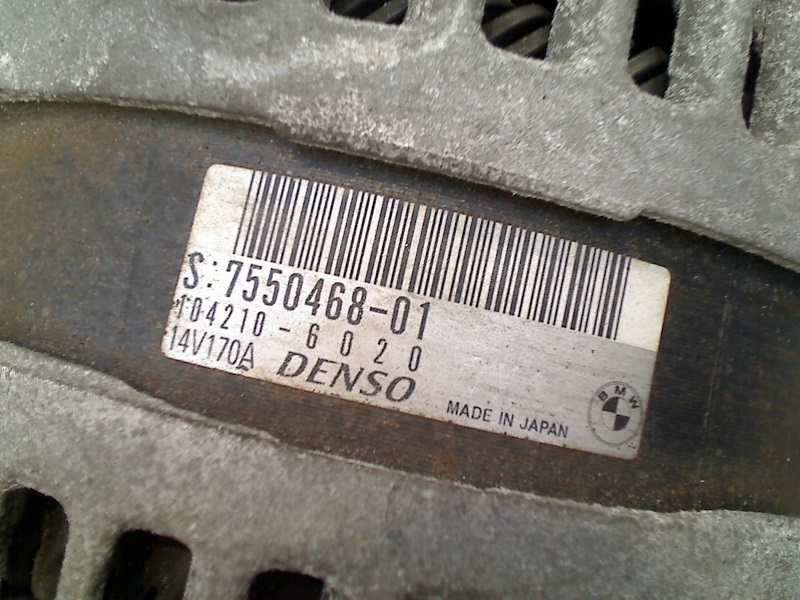 S: 7550468-01
104210-6020
14V170A DENSO
MADE IN JAPAN
BMW